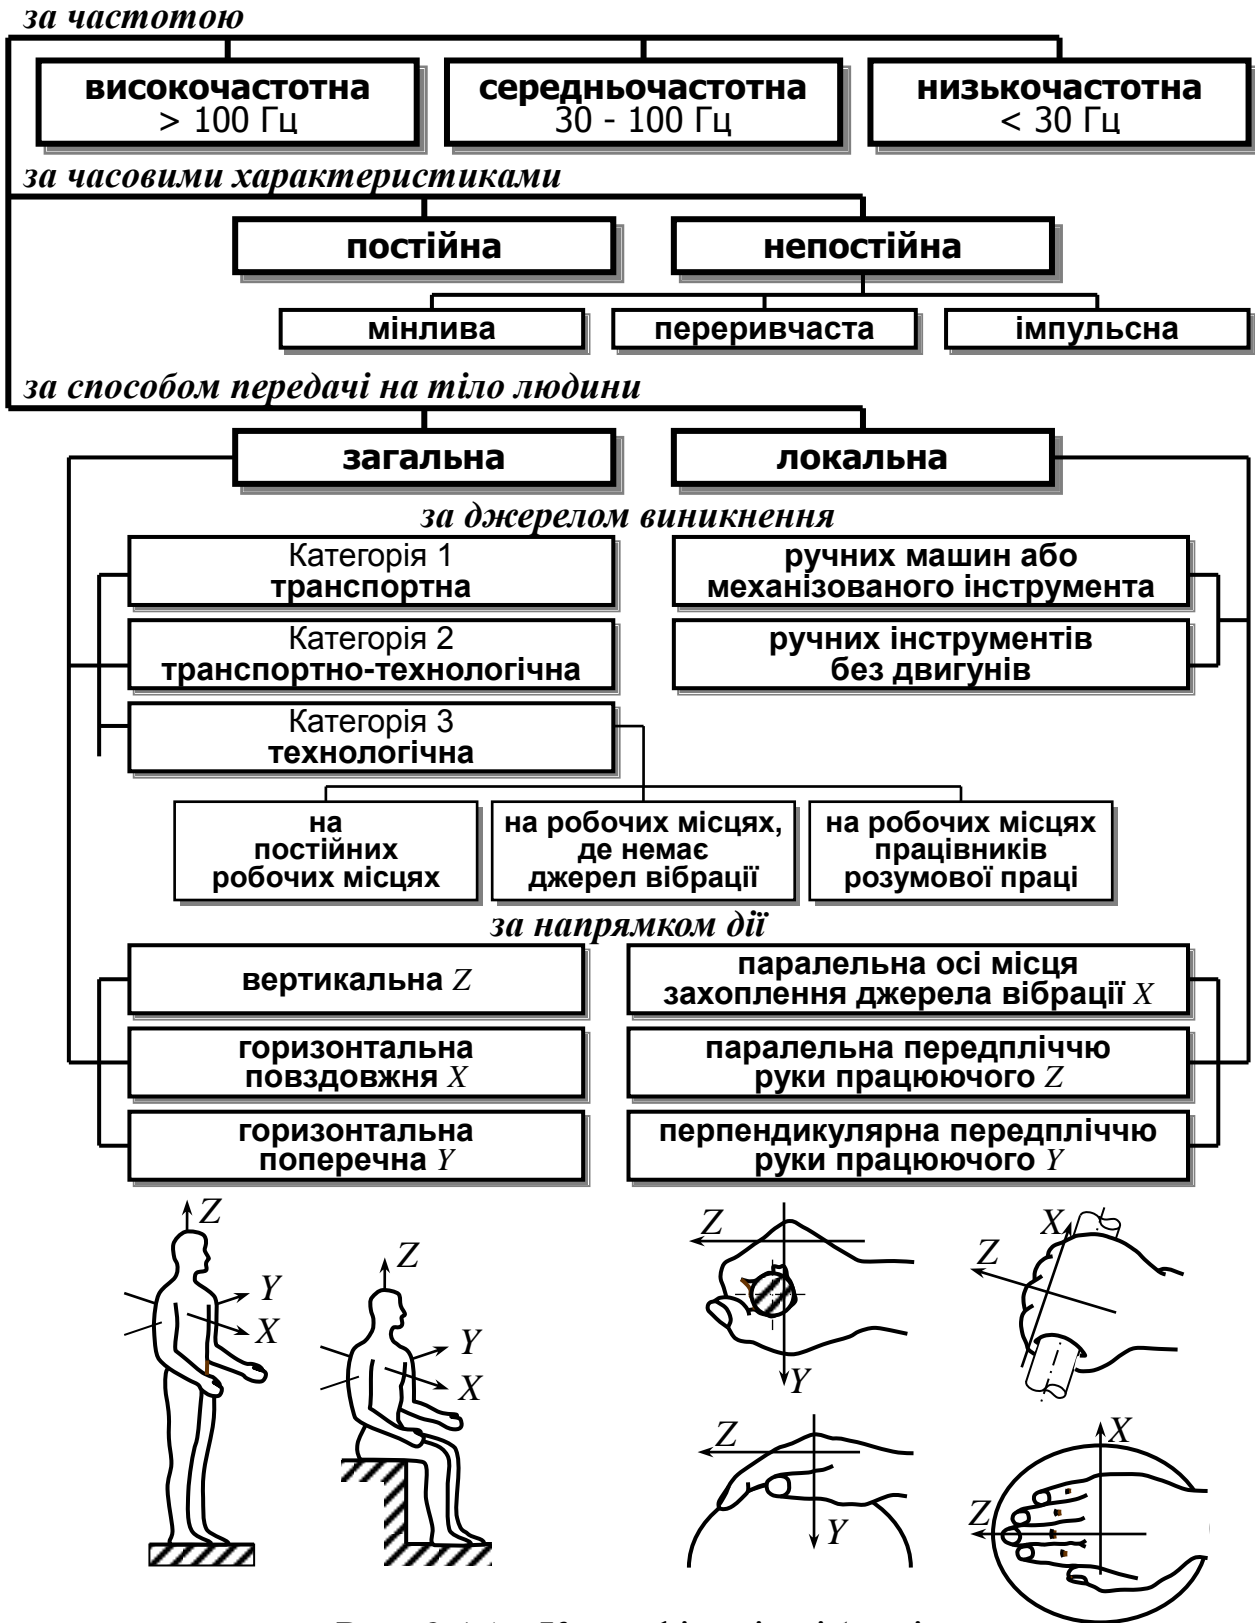 за частотою
високочастотна
> 100 Гц
середньочастотна
30 - 100 Гц
низькочастотна
< 30 Гц
за часовими характеристиками
постійна
непостійна
мінлива
переривчаста
імпульсна
за способом передачі на тіло людини
загальна
локальна
за джерелом виникнення
Категорія 1
транспортна
ручних машин або
механізованого інструмента
Категорія 2
транспортно-технологічна
ручних інструментів
без двигунів
Категорія 3
технологічна
на
постійних
робочих місцях
на робочих місцях,
де немає
джерел вібрації
на робочих місцях
працівників
розумової праці
за напрямком дії
вертикальна Z
паралельна осі місця
захоплення джерела вібрації X
горизонтальна
повздовжня X
паралельна передпліччю
руки працюючого Z
горизонтальна
поперечна Y
перпендикулярна передпліччю
руки працюючого Y
Z
Y
X
Z
Y
X
Z
Y
X
Z
Z
Y
X
Z